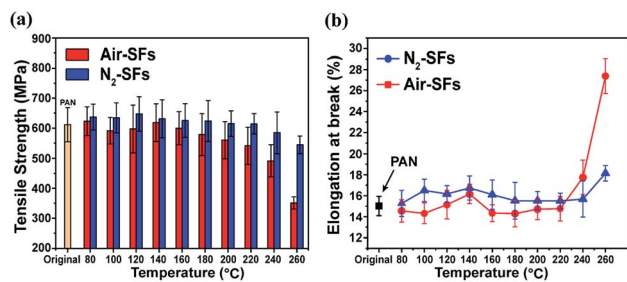 (a)
Tensile Strength (MPa)
900
800
700
600
500
400
300
200
Air-SFs
N2-SFs
PAN
Original 80 100 120 140 160 180 200 220 240 260
Temperature (°C)
(b)
Elongation at break (%)
30
28
26
24
22
20
18
16
14
12
10
N2-SFs
Air-SFs
PAN
Original 80 100 120 140 160 180 200 220 240 260
Temperature (°C)